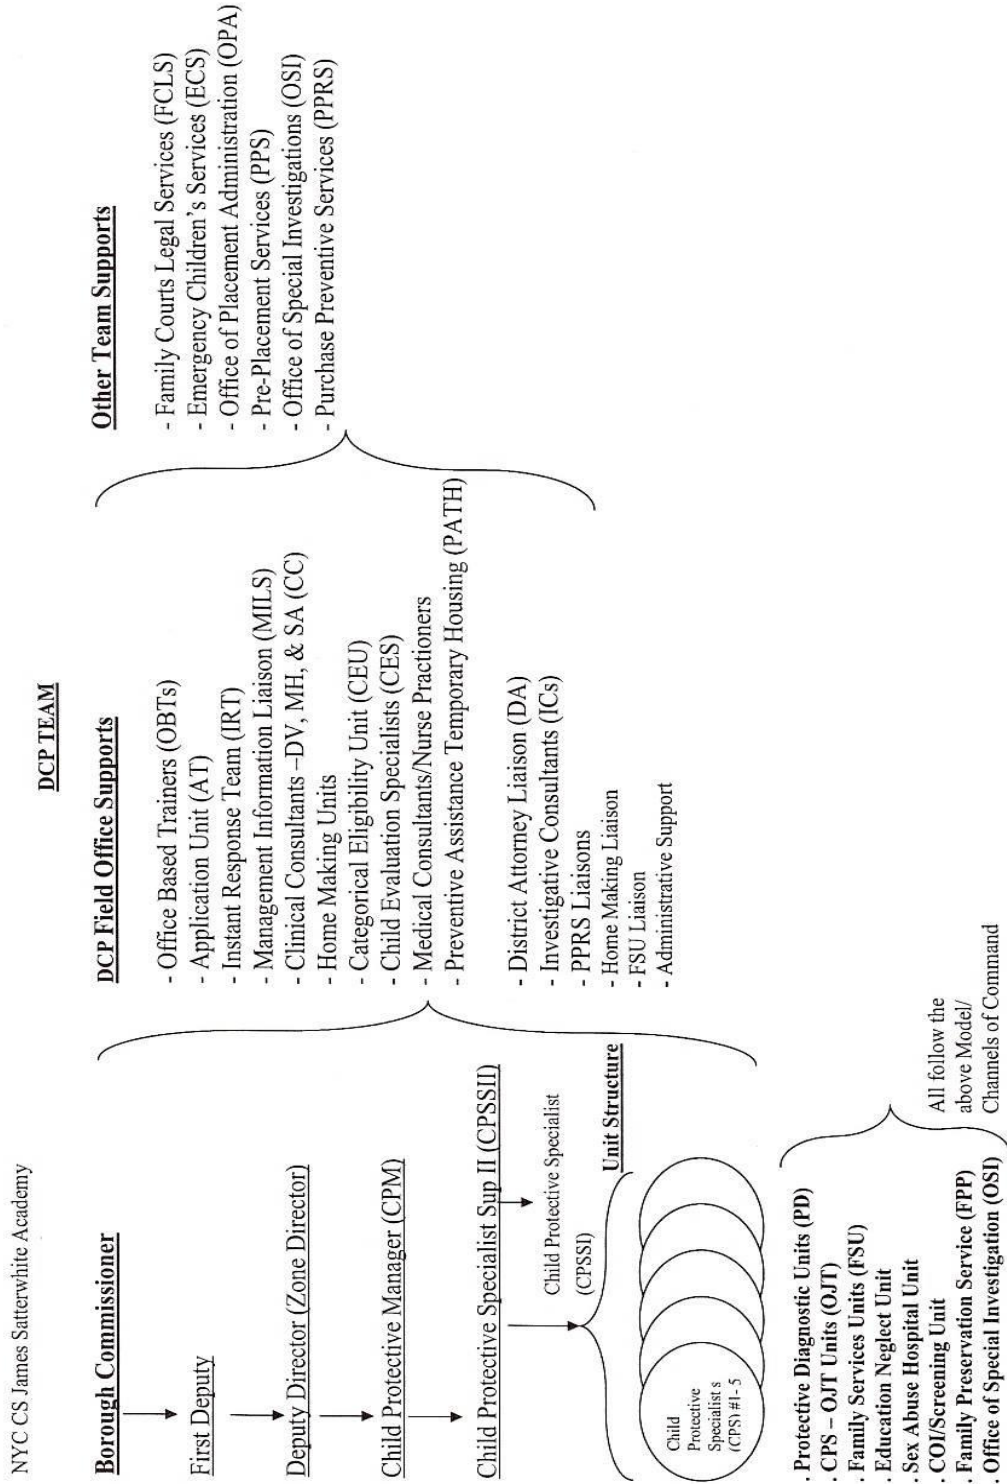 NYC CS James Satterwhite Academy
DCP TEAM
Borough Commissioner
First Deputy
Deputy Director (Zone Director)
Child Protective Manager (CPM)
Child Protective Specialist Sup II (CPSSII)
Child Protective Specialist
(CPSSI)
Unit Structure
Child
Protective
Specialist s
(CPS) #1- 5
DCP Field Office Supports
- Office Based Trainers (OBTs)
- Application Unit (AT)
- Instant Response Team (IRT)
- Management Information Liaison (MILS)
- Clinical Consultants –DV, MH, & SA (CC)
- Home Making Units
- Categorical Eligibility Unit (CEU)
- Child Evaluation Specialists (CES)
- Medical Consultants/Nurse Practioners
- Preventive Assistance Temporary Housing (PATH)
- District Attorney Liaison (DA)
- Investigative Consultants (ICs)
- PPRS Liaisons
- Home Making Liaison
- FSU Liaison
- Administrative Support
Other Team Supports
- Family Courts Legal Services (FCLS)
- Emergency Children's Services (ECS)
- Office of Placement Administration (OPA)
- Pre-Placement Services (PPS)
- Office of Special Investigations (OSI)
- Purchase Preventive Services (PPRS)
. Protective Diagnostic Units (PD)
. CPS – OJT Units (OJT)
. Family Services Units (FSU)
. Education Neglect Unit
. Sex Abuse Hospital Unit
. COI/Screening Unit
. Family Preservation Service (FPP)
. Office of Special Investigation (OSI)
All follow the
above Model/
Channels of Command